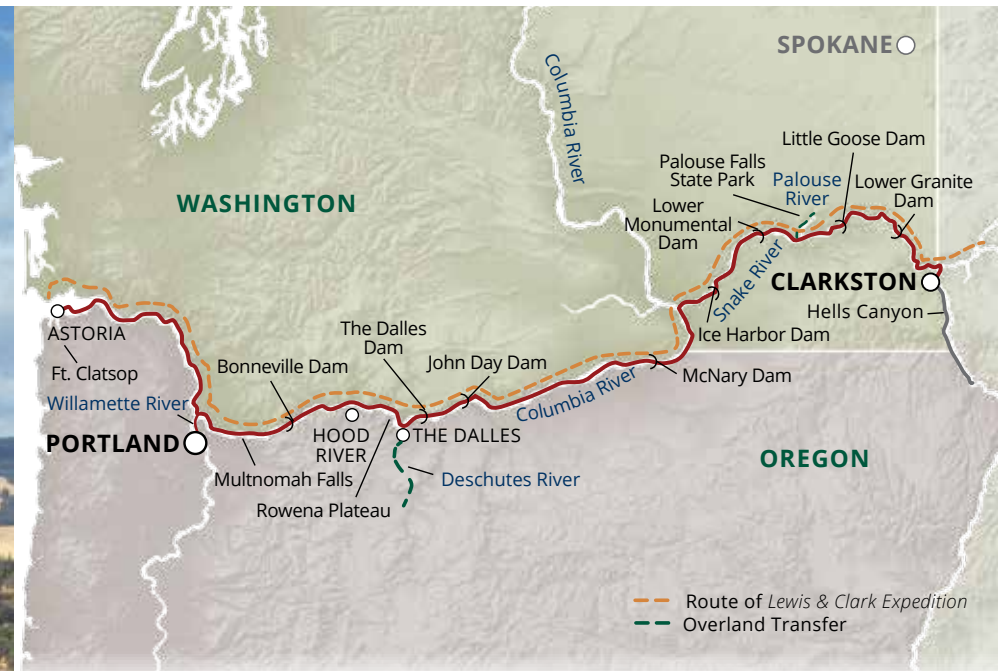 SPOKANE
Columbia River
Little Goose Dam
Palouse Falls
State Park
Palouse
River
Lower Granite
Dam
WASHINGTON
Lower
Monumental
Dam
CLARKSTON
Snake River
Hells Canyon
Ice Harbor Dam
ASTORIA
The Dalles
Dam
Ft. Clatsop
Bonneville Dam
John Day Dam
McNary Dam
Columbia River
Willamette River
PORTLAND
HOOD
RIVER
THE DALLES
OREGON
Multnomah Falls
Deschutes River
Rowena Plateau
Route of Lewis & Clark Expedition
Overland Transfer